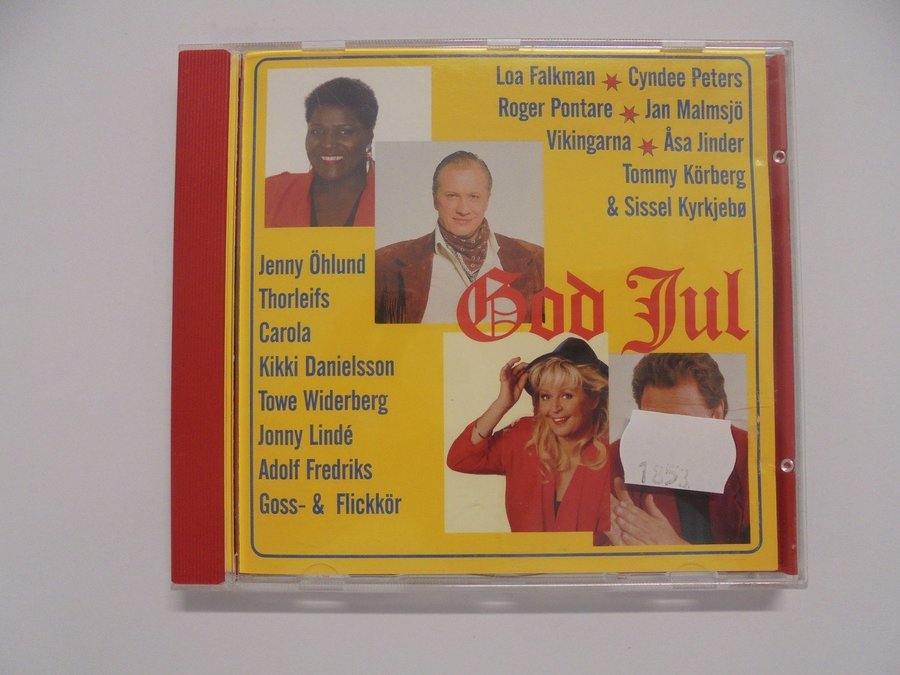 Loa Falkman ★ Cyndee Peters
Roger Pontare ★ Jan Malmsjö
Vikingarna ★ Åsa Jinder
Tommy Körberg
& Sissel Kyrkjebø
God Jul
Jenny Öhlund
Thorleifs
Carola
Kikki Danielsson
Towe Widerberg
Jonny Lindé
Adolf Fredriks
Goss- & Flickkör
1853